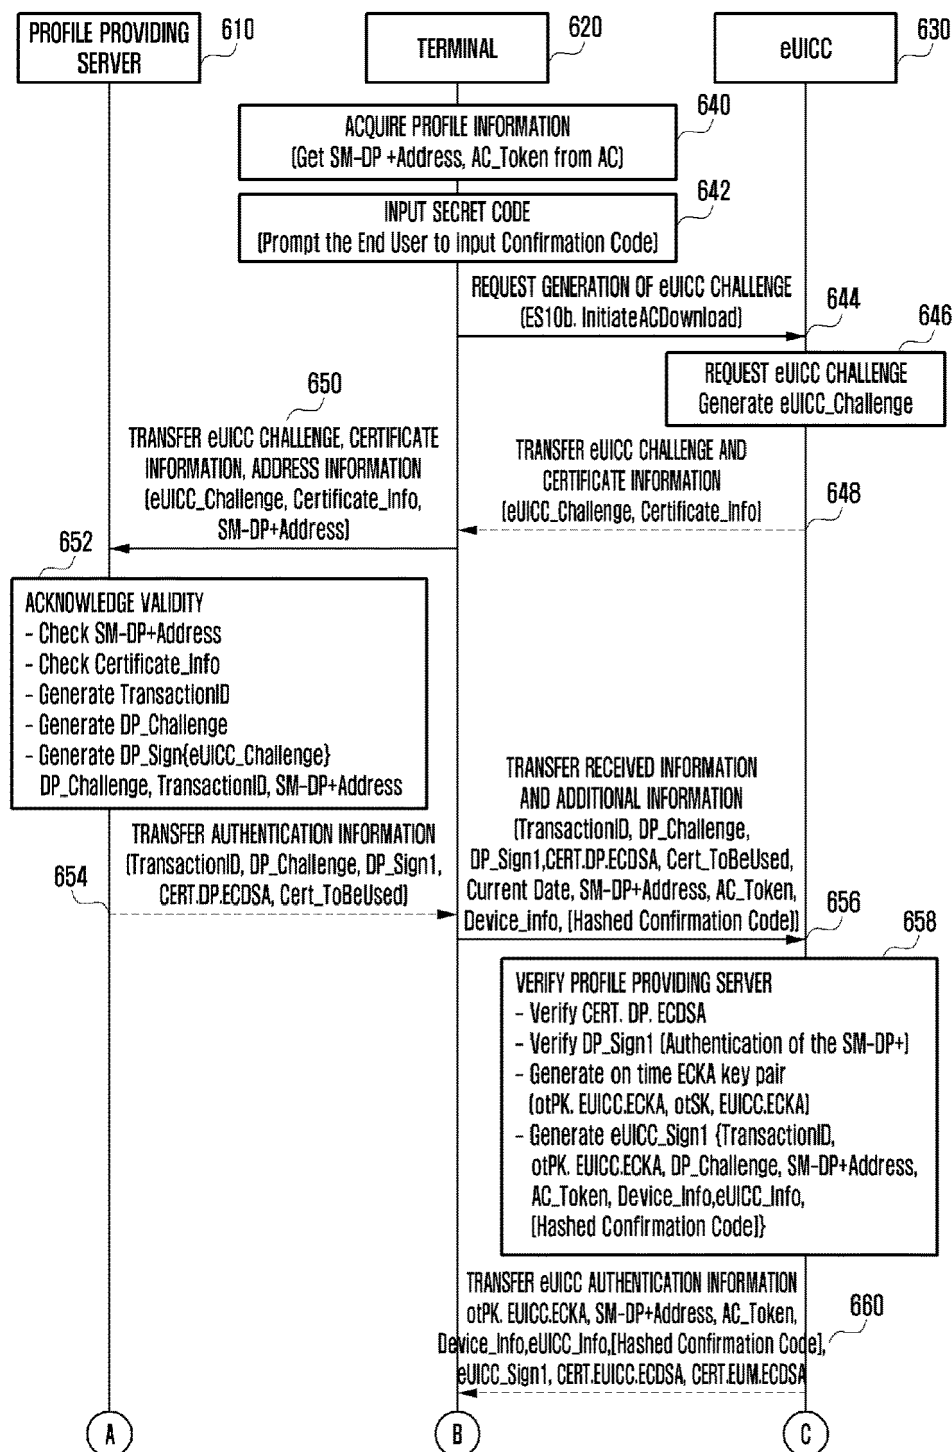 PROFILE PROVIDING
SERVER
610
TERMINAL
620
eUICC
630
ACQUIRE PROFILE INFORMATION
(Get SM-DP +Address, AC_Token from AC)
640
INPUT SECRET CODE
(Prompt the End User to input Confirmation Code)
642
REQUEST GENERATION OF eUICC CHALLENGE
(ES10b. InitiateACDownload)
644
646
REQUEST eUICC CHALLENGE
Generate eUICC_Challenge
650
TRANSFER eUICC CHALLENGE, CERTIFICATE
INFORMATION, ADDRESS INFORMATION
(eUICC_Challenge, Certificate_Info,
SM-DP+Address)
TRANSFER eUICC CHALLENGE AND
CERTIFICATE INFORMATION
(eUICC_Challenge, Certificate_Info)
648
652
ACKNOWLEDGE VALIDITY
- Check SM-DP+Address
- Check Certificate_Info
- Generate TransactionID
- Generate DP_Challenge
- Generate DP_Sign{eUICC_Challenge}
DP_Challenge, TransactionID, SM-DP+Address
TRANSFER AUTHENTICATION INFORMATION
(TransactionID, DP_Challenge, DP_Sign1,
CERT.DP.ECDSA, Cert_ToBeUsed)
654
TRANSFER RECEIVED INFORMATION
AND ADDITIONAL INFORMATION
(TransactionID, DP_Challenge,
DP_Sign1,CERT.DP.ECDSA, Cert_ToBeUsed,
Current Date, SM-DP+Address, AC_Token,
Device_info, [Hashed Confirmation Code])
656
658
VERIFY PROFILE PROVIDING SERVER
- Verify CERT. DP. ECDSA
- Verify DP_Sign1 (Authentication of the SM-DP+)
- Generate on time ECKA key pair
(otPK. EUICC.ECKA, otSK, EUICC.ECKA)
- Generate eUICC_Sign1 {TransactionID,
otPK. EUICC.ECKA, DP_Challenge, SM-DP+Address,
AC_Token, Device_Info,eUICC_Info,
[Hashed Confirmation Code]}
TRANSFER eUICC AUTHENTICATION INFORMATION
otPK. EUICC.ECKA, SM-DP+Address, AC_Token,
Device_Info,eUICC_Info,[Hashed Confirmation Code],
eUICC_Sign1, CERT.EUICC.ECDSA, CERT.EUM.ECDSA
660
A
B
C